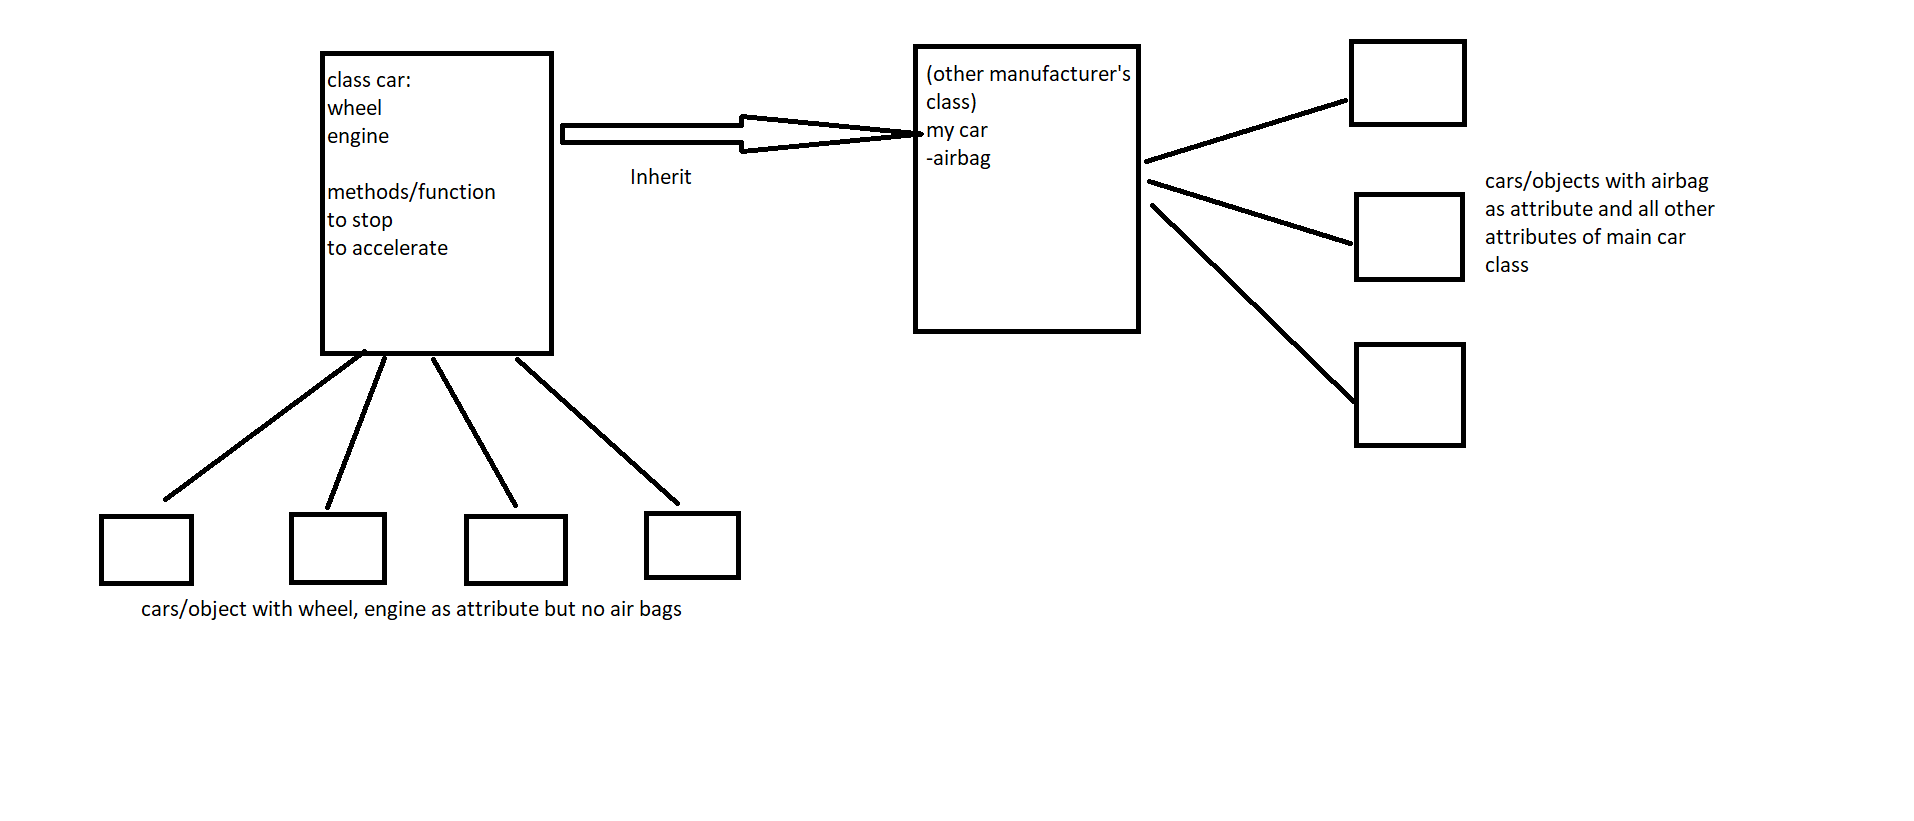 class car:
wheel
engine
methods/function
to stop
to accelerate
Inherit
(other manufacturer's
class)
my car
-airbag
cars/objects with airbag
as attribute and all other
attributes of main car
class
cars/object with wheel, engine as attribute but no air bags